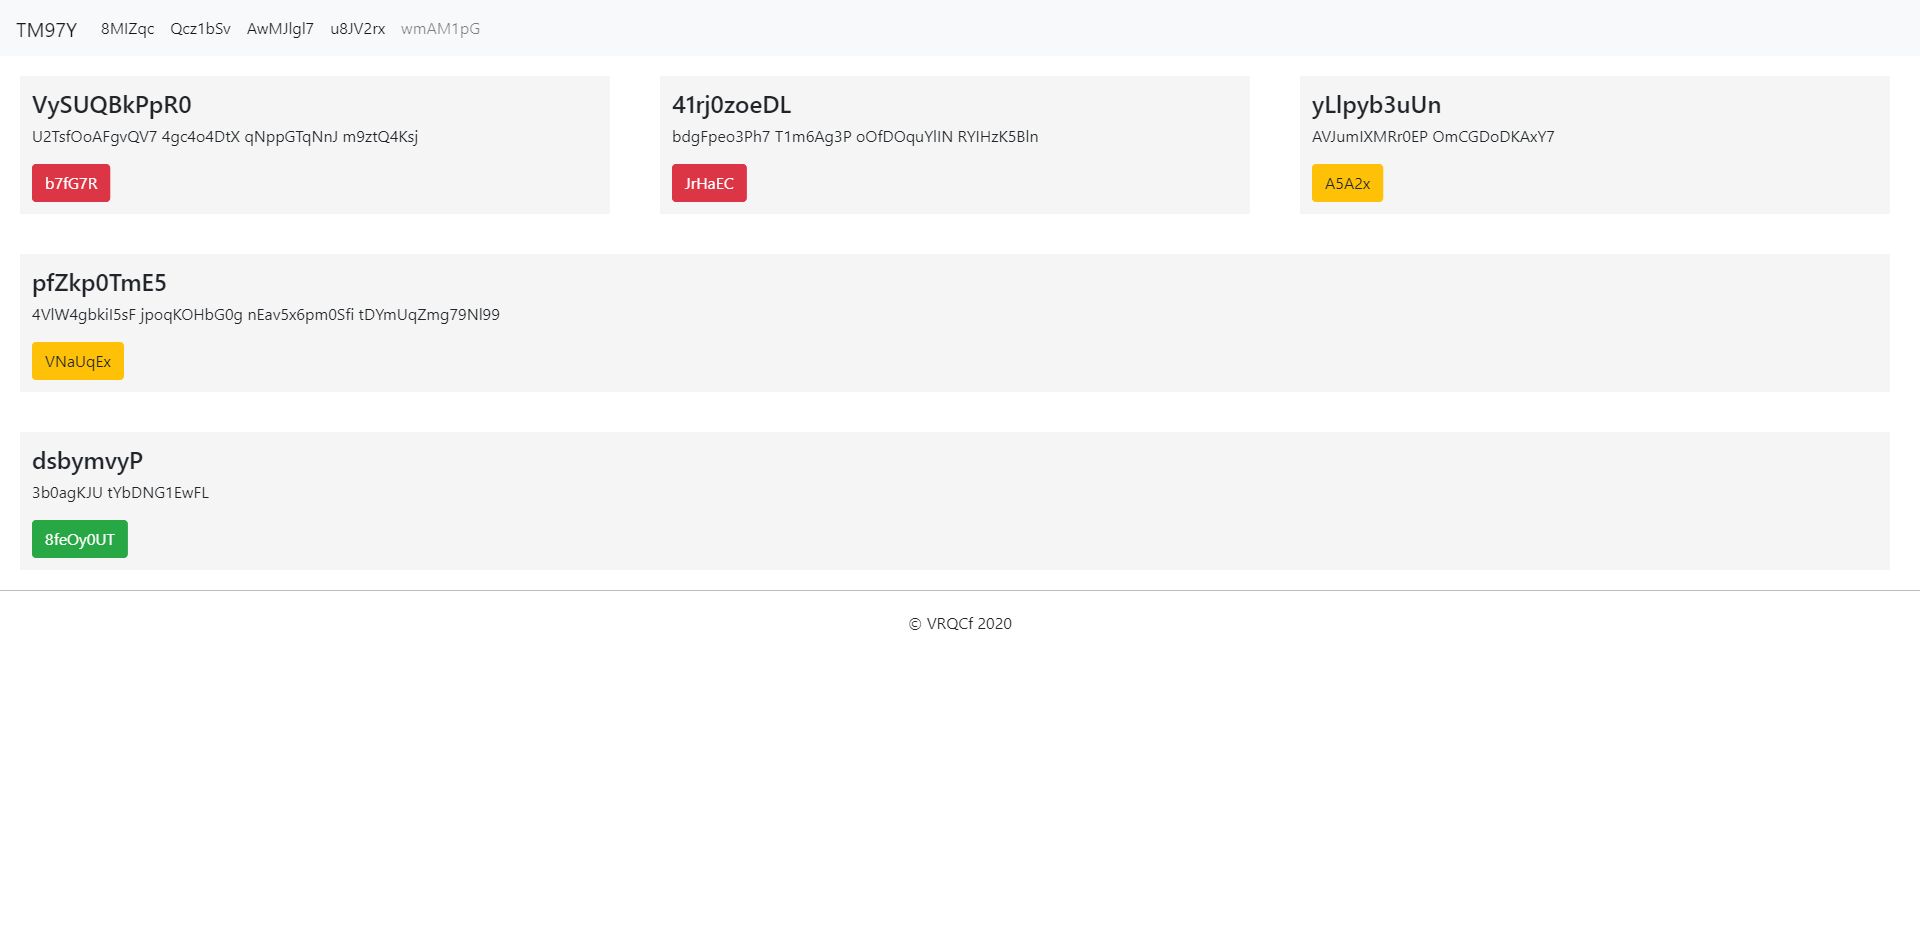 TM97Y 8MIZqc Qcz1bSv AwMJlgl7 u8JV2rx wmAM1pG
VySUQBkPpR0
U2TsfOoAFgvQV7 4gc4o4DtX qNppGTqNnJ m9ztQ4Ksj
b7fG7R
41rj0zoeDL
bdgFpeo3Ph7 T1m6Ag3P oOfDOquYlIN RYIHzK5Bln
JrHaEC
yLlpyb3uUn
AVJumIXMRr0EP OmCGDoDKAxY7
A5A2x
pfZkp0TmE5
4VlW4gbkiI5sF jpoqKOHbG0g nEav5x6pm0Sfi tDYmUqZmg79Nl99
VNaUqEx
dsbymvyP
3b0agKJU tYbDNG1EwFL
8feOy0UT
© VRQCf 2020